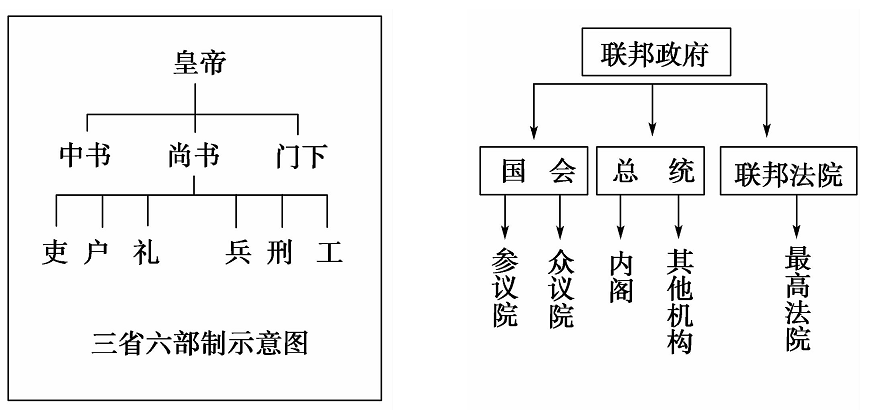 皇帝
中书 尚书 门下
吏 户 礼 兵 刑 工
三省六部制示意图
联邦政府
国会 总统 联邦法院
参议院 众议院 内阁 其他机构 最高法院